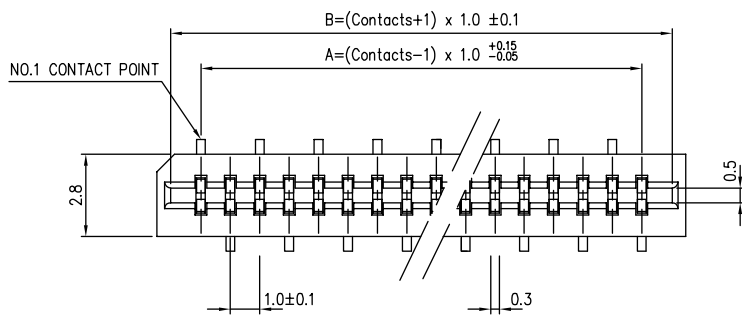 B=(Contacts+1) x 1.0 ±0.1
A=(Contacts-1) x 1.0 +0.15 -0.05
NO.1 CONTACT POINT
2.8
0.5
1.0±0.1
0.3